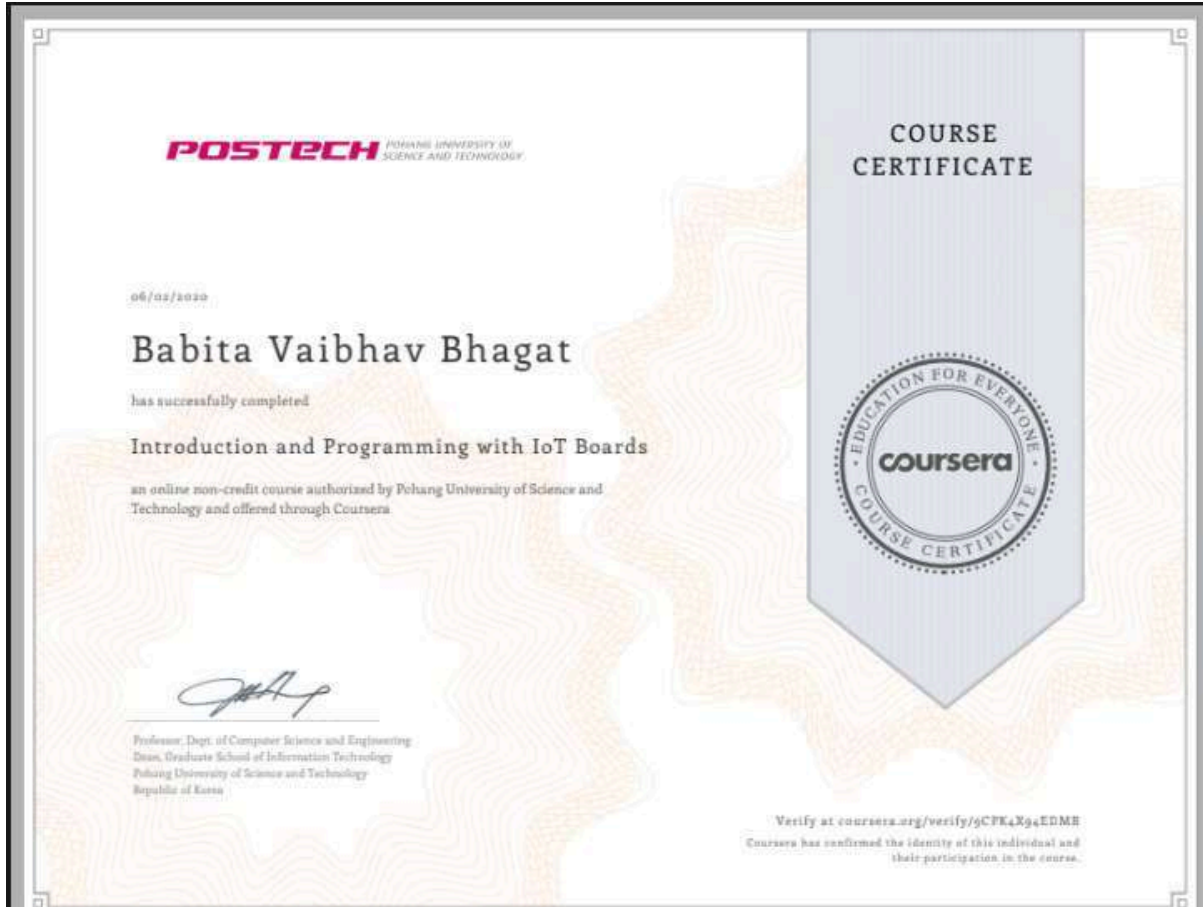 POSTECH POHANG UNIVERSITY OF
SCIENCE AND TECHNOLOGY
COURSE
CERTIFICATE
06/02/2020
Babita Vaibhav Bhagat
has successfully completed
Introduction and Programming with IoT Boards
an online non-credit course authorized by Pohang University of Science and
Technology and offered through Coursera
EDUCATION FOR EVERYONE
coursera
COURSE CERTIFICATE
Professor, Dept. of Computer Science and Engineering
Dean, Graduate School of Information Technology
Pohang University of Science and Technology
Republic of Korea
Verify at coursera.org/verify/9CPK4X94EDMB
Coursera has confirmed the identity of this individual and
their participation in the course.